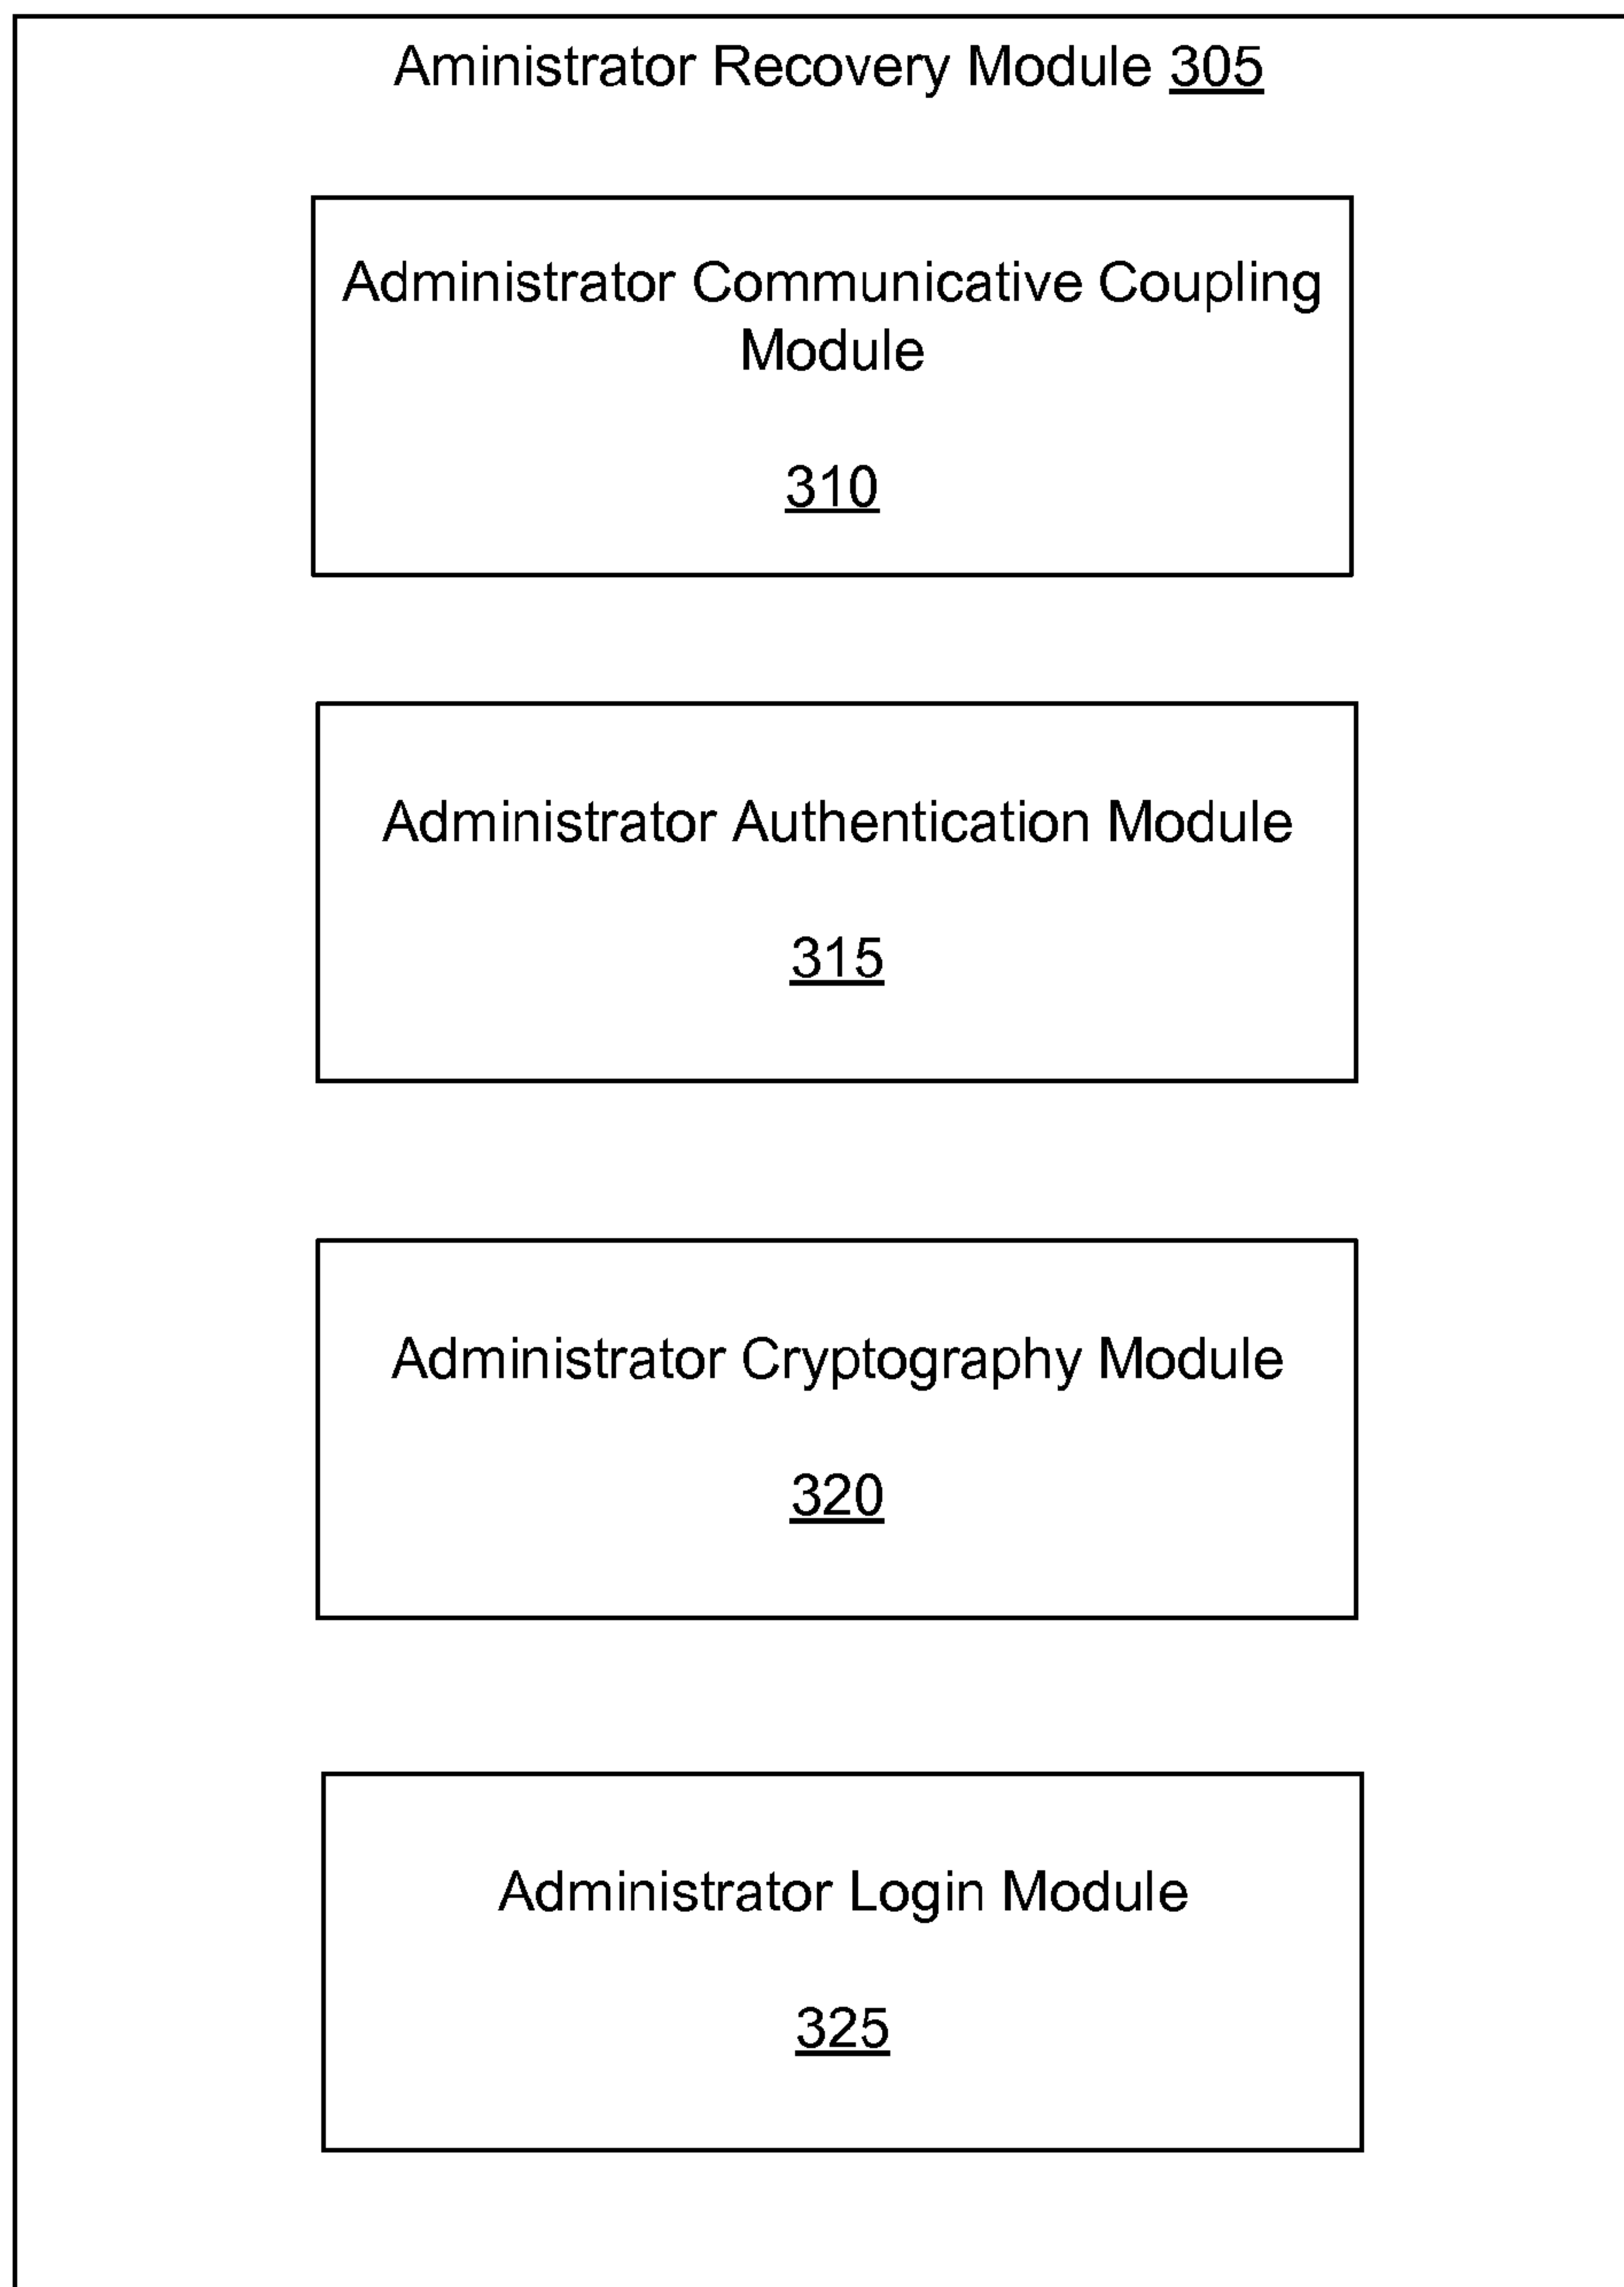 Aministrator Recovery Module 305
Administrator Communicative Coupling
Module
310
Administrator Authentication Module
315
Administrator Cryptography Module
320
Administrator Login Module
325